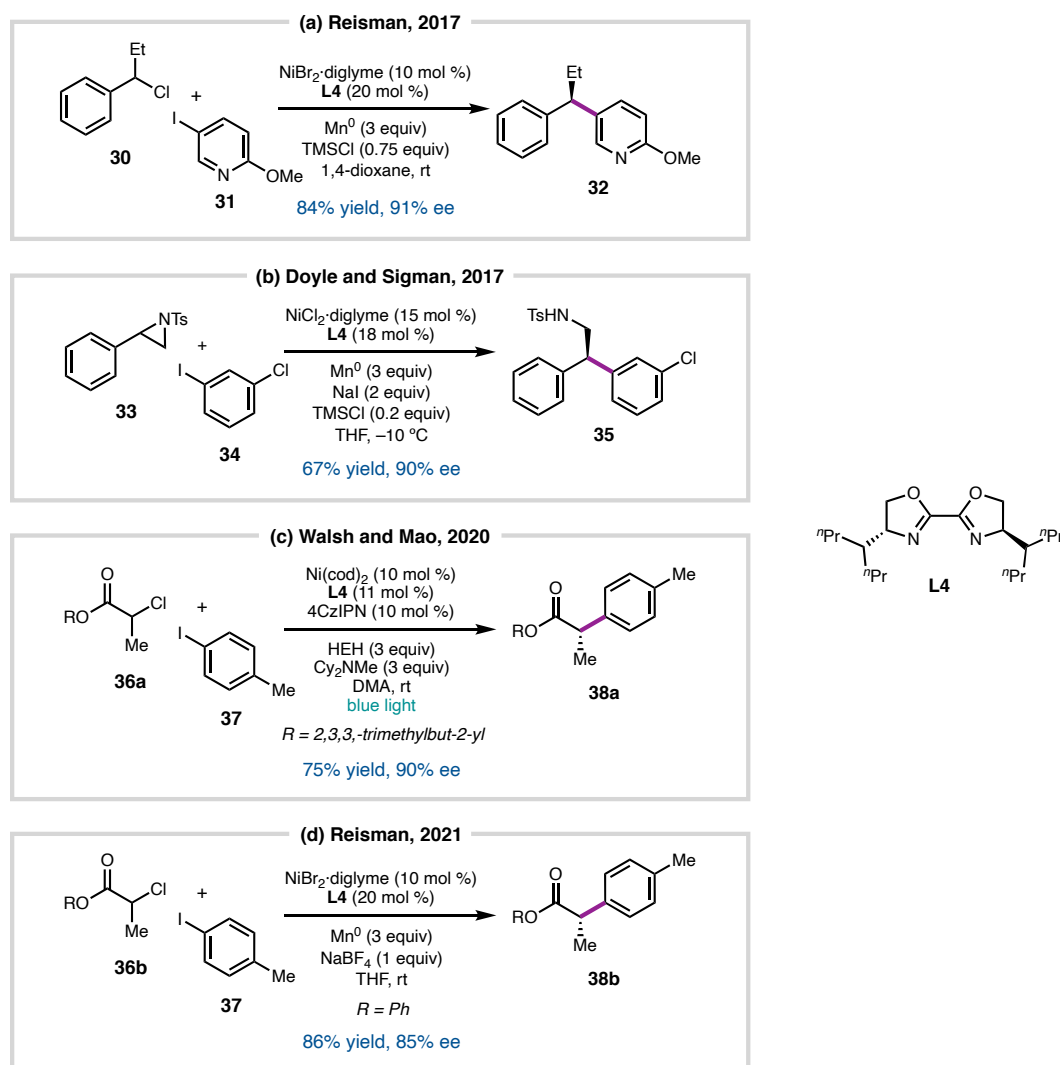 (a) Reisman, 2017
Et
Cl
30
+
I
N
OMe
31
NiBr₂·diglyme (10 mol %)
L4 (20 mol %)
Mn⁰ (3 equiv)
TMSCl (0.75 equiv)
1,4-dioxane, rt
84% yield, 91% ee
Et
N
OMe
32
(b) Doyle and Sigman, 2017
NTs
33
+
I
Cl
34
NiCl₂·diglyme (15 mol %)
L4 (18 mol %)
Mn⁰ (3 equiv)
NaI (2 equiv)
TMSCl (0.2 equiv)
THF, –10 ºC
67% yield, 90% ee
TsHN
Cl
35
(c) Walsh and Mao, 2020
O
RO
Cl
Me
36a
+
I
Me
37
Ni(cod)₂ (10 mol %)
L4 (11 mol %)
4CzIPN (10 mol %)
HEH (3 equiv)
Cy₂NMe (3 equiv)
DMA, rt
blue light
R = 2,3,3,-trimethylbut-2-yl
75% yield, 90% ee
O
RO
Me
Me
38a
(d) Reisman, 2021
O
RO
Cl
Me
36b
+
I
Me
37
NiBr₂·diglyme (10 mol %)
L4 (20 mol %)
Mn⁰ (3 equiv)
NaBF₄ (1 equiv)
THF, rt
R = Ph
86% yield, 85% ee
O
RO
Me
Me
38b
O
O
N
N
ⁿPr
ⁿPr
ⁿPr
ⁿPr
L4